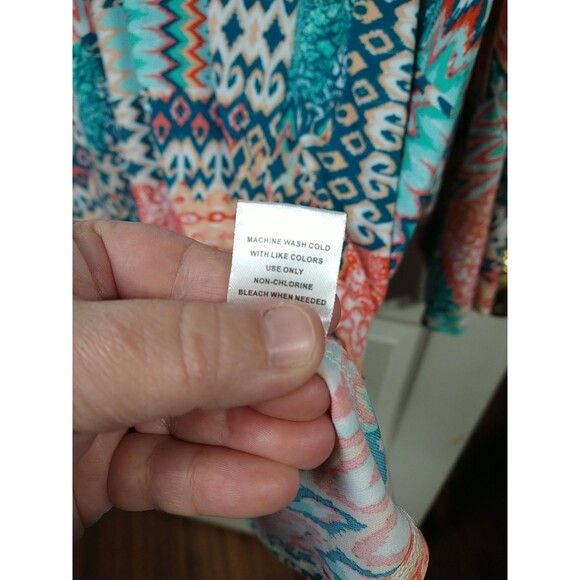 MACHINE WASH COLD
WITH LIKE COLORS
USE ONLY
NON-CHLORINE
BLEACH WHEN NEEDED